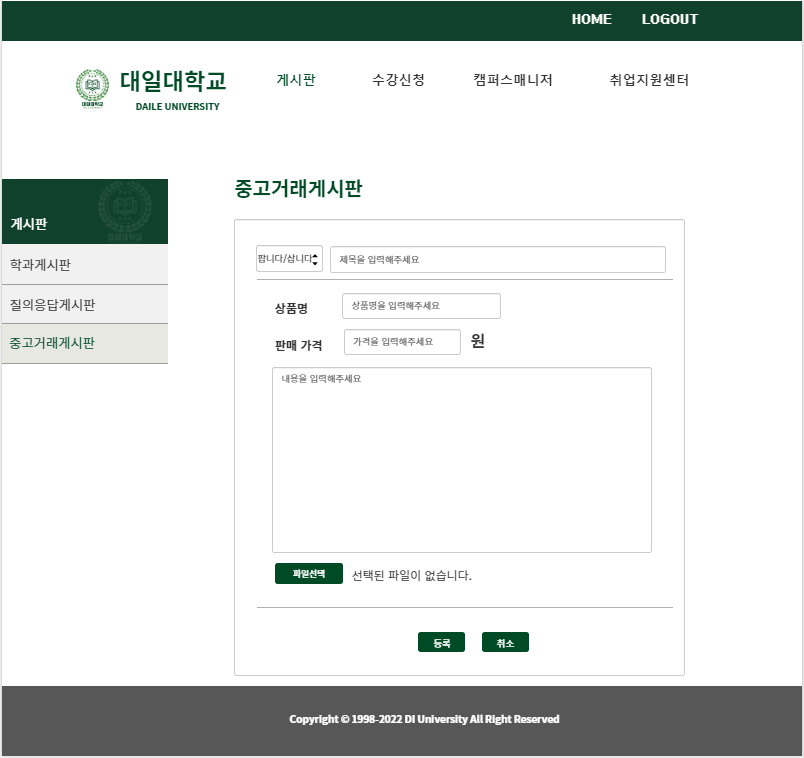 HOME LOGOUT
대일대학교
DAILE UNIVERSITY
게시판 수강신청 캠퍼스매니저 취업지원센터
게시판
학과게시판
질의응답게시판
중고거래게시판
중고거래게시판
팝니다/삽니다 제목을 입력해주세요
상품명 상품명을 입력해주세요
판매 가격 가격을 입력해주세요 원
내용을 입력해주세요
파일선택 선택된 파일이 없습니다.
등록 취소
Copyright © 1998-2022 DI University All Right Reserved